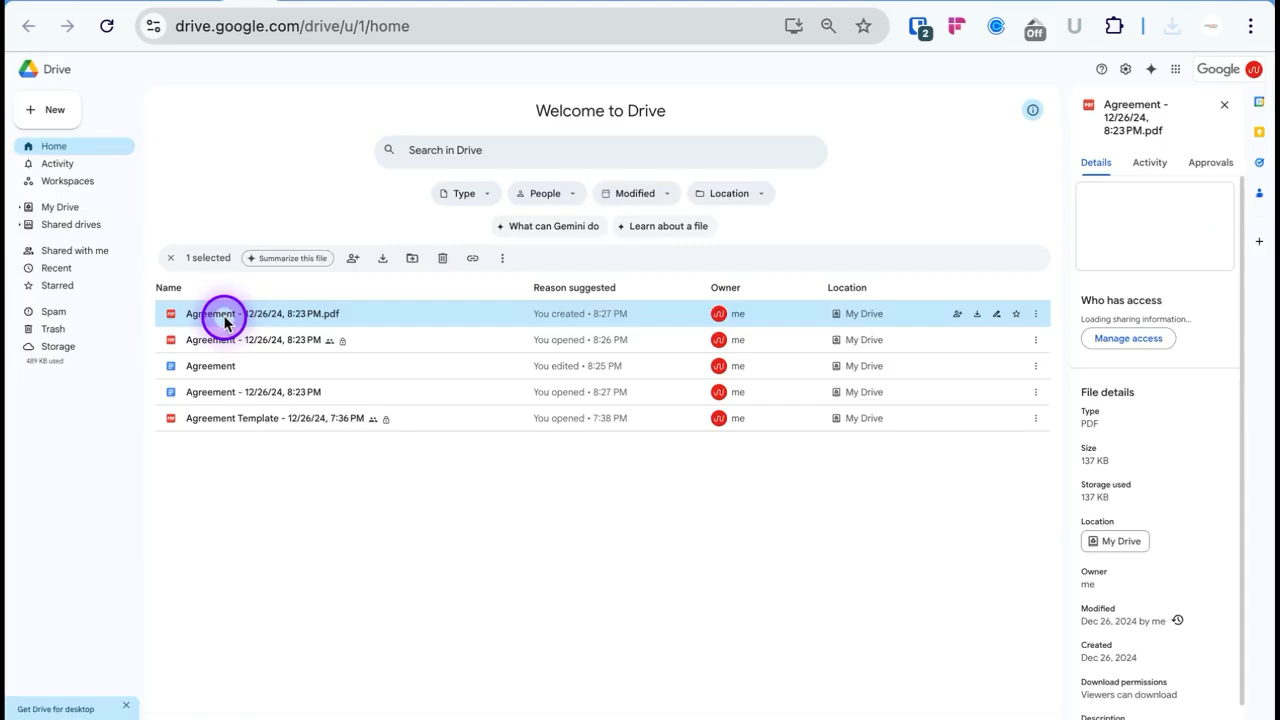 drive.google.com/drive/u/1/home
2
Off
Drive
Google
New
Home
Activity
Workspaces
My Drive
Shared drives
Shared with me
Recent
Starred
Spam
Trash
Storage
489 KB used
Get Drive for desktop
Welcome to Drive
Search in Drive
Type People Modified Location
What can Gemini do Learn about a file
1 selected Summarize this file
Name Reason suggested Owner Location
Agreement - 12/26/24, 8:23 PM.pdf You created • 8:27 PM me My Drive
Agreement - 12/26/24, 8:23 PM You opened • 8:26 PM me My Drive
Agreement You edited • 8:25 PM me My Drive
Agreement - 12/26/24, 8:23 PM You opened • 8:27 PM me My Drive
Agreement Template - 12/26/24, 7:36 PM You opened • 7:38 PM me My Drive
PDF Agreement -
12/26/24,
8:23 PM.pdf
Details Activity Approvals
Who has access
Loading sharing information...
Manage access
File details
Type
PDF
Size
137 KB
Storage used
137 KB
Location
My Drive
Owner
me
Modified
Dec 26, 2024 by me
Created
Dec 26, 2024
Download permissions
Viewers can download
Description